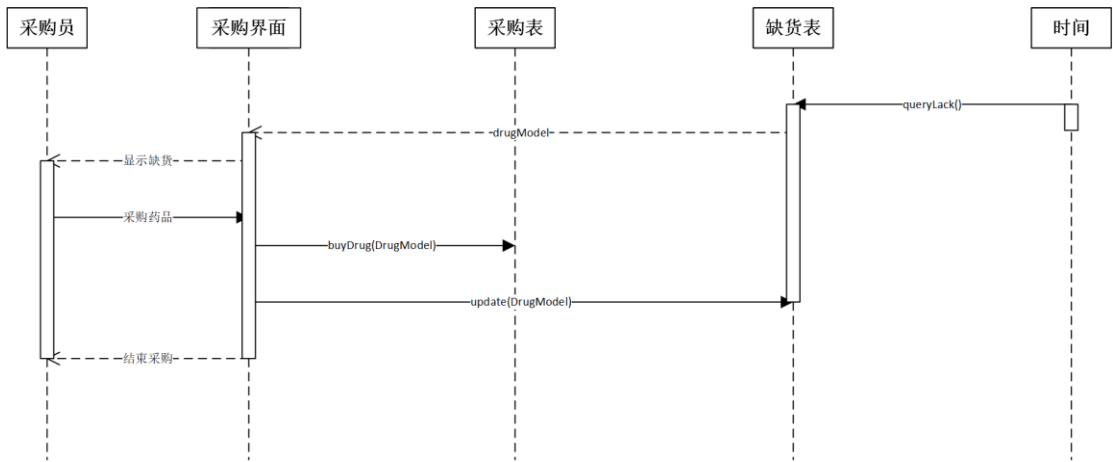 采购员
采购界面
采购表
缺货表
时间
queryLack()
drugModel
显示缺货
采购药品
buyDrug(DrugModel)
update(DrugModel)
结束采购